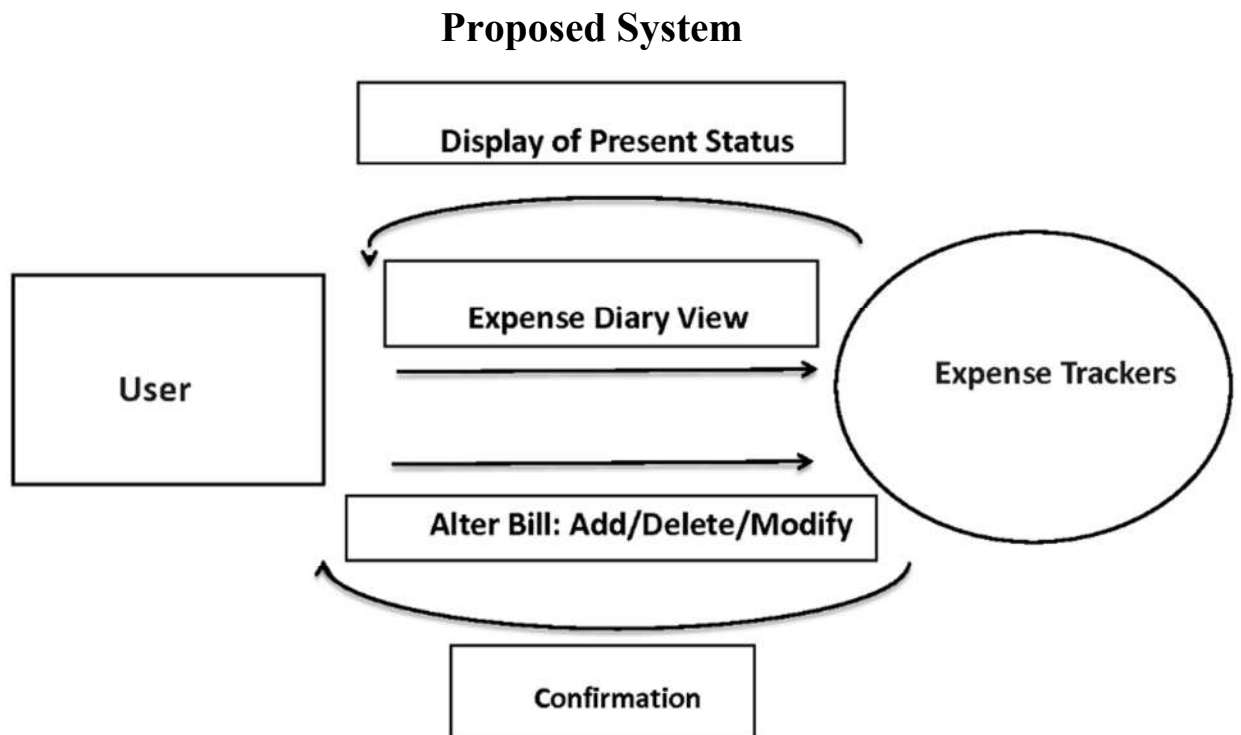 Proposed System
Display of Present Status
Expense Diary View
User
Expense Trackers
Alter Bill: Add/Delete/Modify
Confirmation